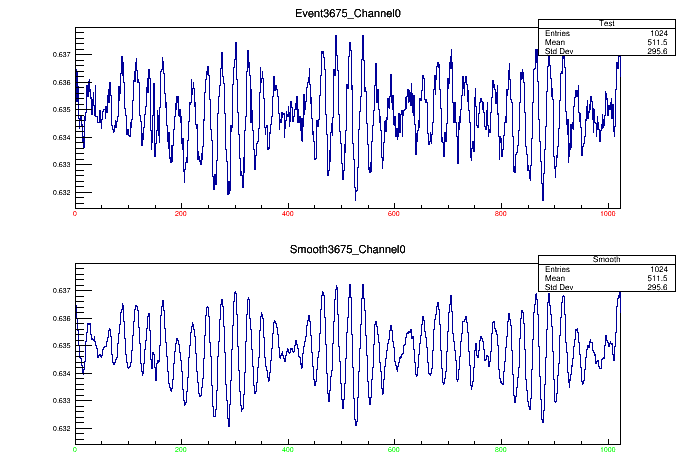 Event3675_Channel0
Test
Entries 1024
Mean 511.5
Std Dev 295.6
0.637
0.636
0.635
0.634
0.633
0.632
0 200 400 600 800 1000
Smooth3675_Channel0
Smooth
Entries 1024
Mean 511.5
Std Dev 295.6
0.637
0.636
0.635
0.634
0.633
0.632
0 200 400 600 800 1000